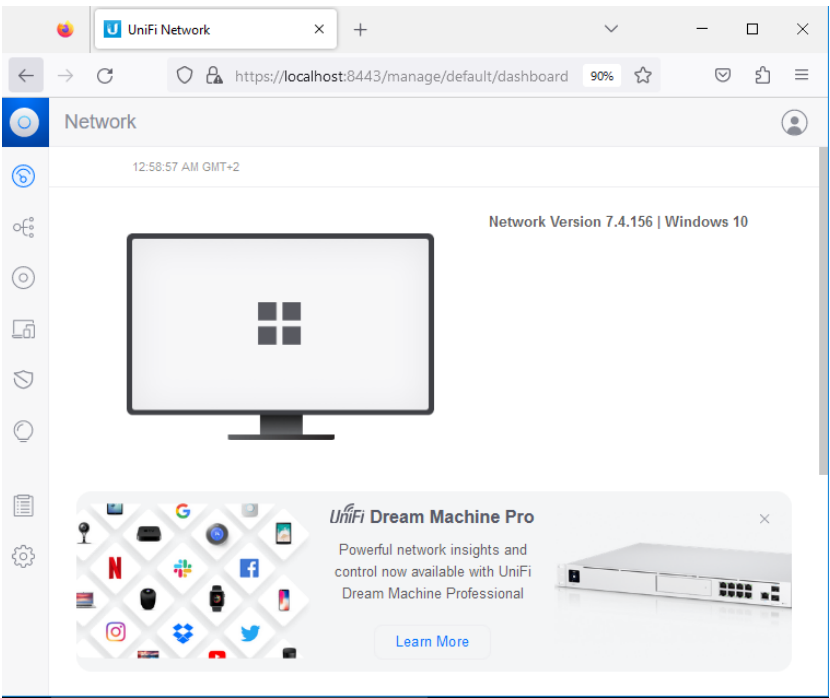 UniFi Network
https://localhost:8443/manage/default/dashboard
90%
Network
12:58:57 AM GMT+2
Network Version 7.4.156 | Windows 10
UniFi Dream Machine Pro
Powerful network insights and
control now available with UniFi
Dream Machine Professional
Learn More